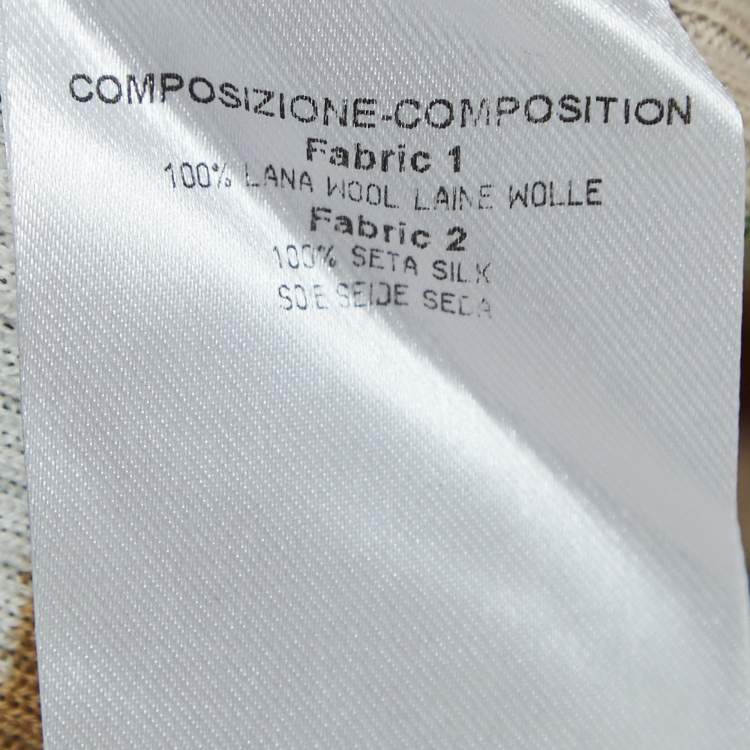 COMPOSIZIONE-COMPOSITION
Fabric 1
100% LANA WOOL LAINE WOLLE
Fabric 2
100% SETA SILK
SOIE SEIDE SEDA